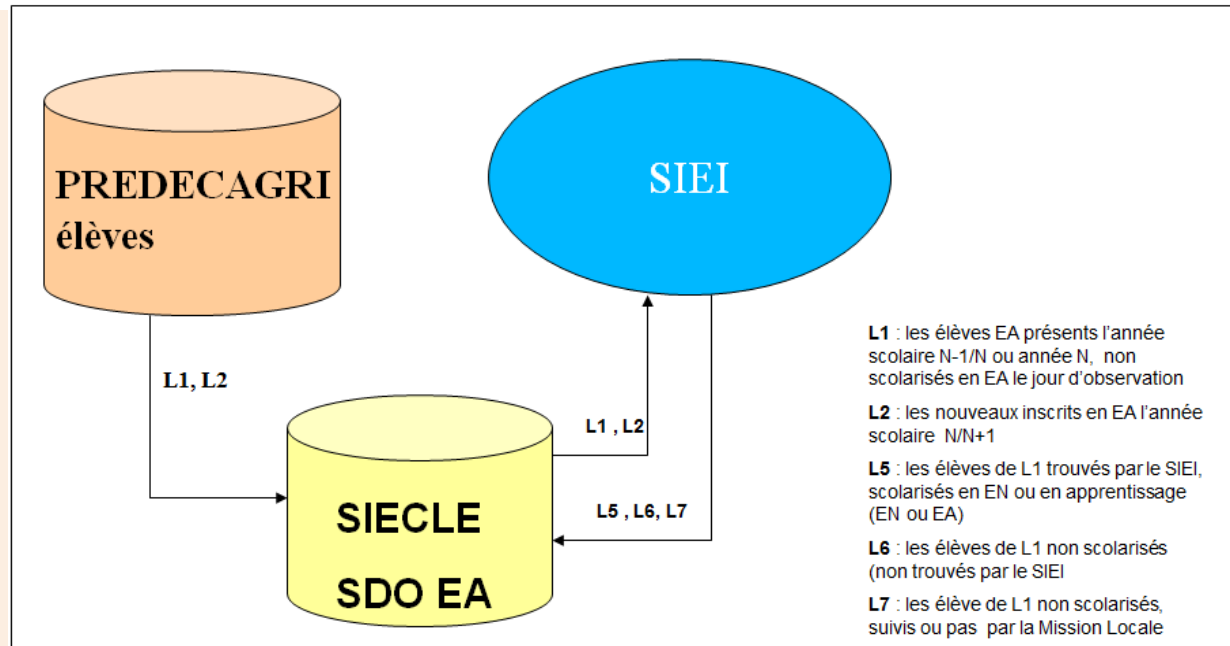 PREDECAGRI
élèves
SIEI
L1, L2
L1 , L2
L5 , L6, L7
SIECLE
SDO EA
L1 : les élèves EA présents l'année
scolaire N-1/N ou année N, non
scolarisés en EA le jour d'observation
L2 : les nouveaux inscrits en EA l'année
scolaire N/N+1
L5 : les élèves de L1 trouvés par le SIEI,
scolarisés en EN ou en apprentissage
(EN ou EA)
L6 : les élèves de L1 non scolarisés
(non trouvés par le SIEI
L7 : les élève de L1 non scolarisés,
suivis ou pas par la Mission Locale